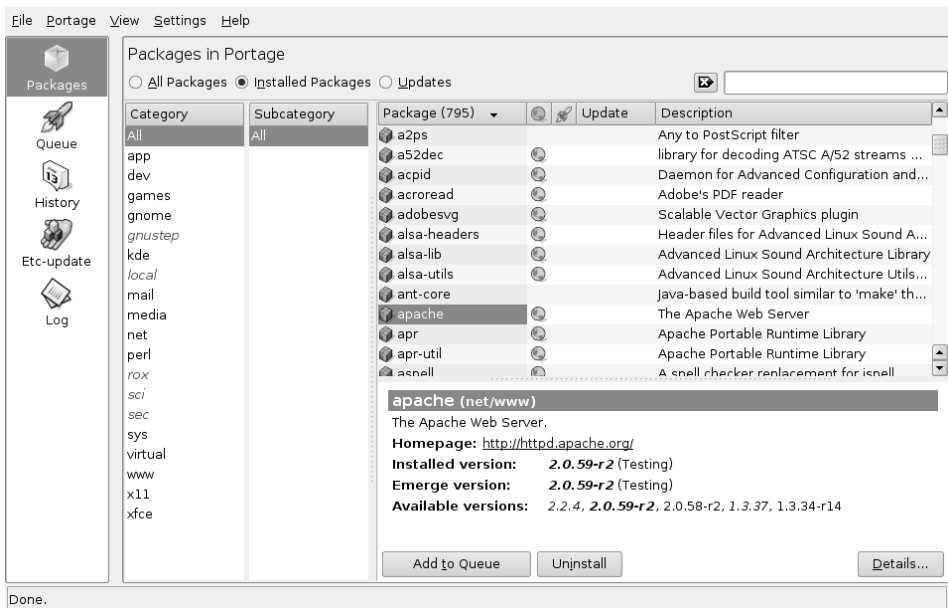 File Portage View Settings Help
Packages
Queue
13
History
Etc-update
Log
Packages in Portage
All Packages Installed Packages Updates
Category
All
app
dev
games
gnome
gnustep
kde
local
mail
media
net
perl
rox
sci
sec
sys
virtual
www
x11
xfce
Subcategory
All
Package (795) Update Description
a2ps Any to PostScript filter
a52dec library for decoding ATSC A/52 streams ...
acpid Daemon for Advanced Configuration and...
acroread Adobe's PDF reader
adobesvg Scalable Vector Graphics plugin
alsa-headers Header files for Advanced Linux Sound A...
alsa-lib Advanced Linux Sound Architecture Library
alsa-utils Advanced Linux Sound Architecture Utils...
ant-core Java-based build tool similar to 'make' th...
apache The Apache Web Server
apr Apache Portable Runtime Library
apr-util Apache Portable Runtime Library
aspell A spell checker replacement for ispell
apache (net/www)
The Apache Web Server.
Homepage: http://httpd.apache.org/
Installed version: 2.0.59-r2 (Testing)
Emerge version: 2.0.59-r2 (Testing)
Available versions: 2.2.4, 2.0.59-r2, 2.0.58-r2, 1.3.37, 1.3.34-r14
Add to Queue Uninstall Details...
Done.